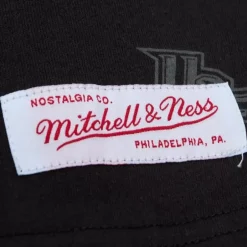 NOSTALGIA CO.
Mitchell & Ness
PHILADELPHIA, PA.